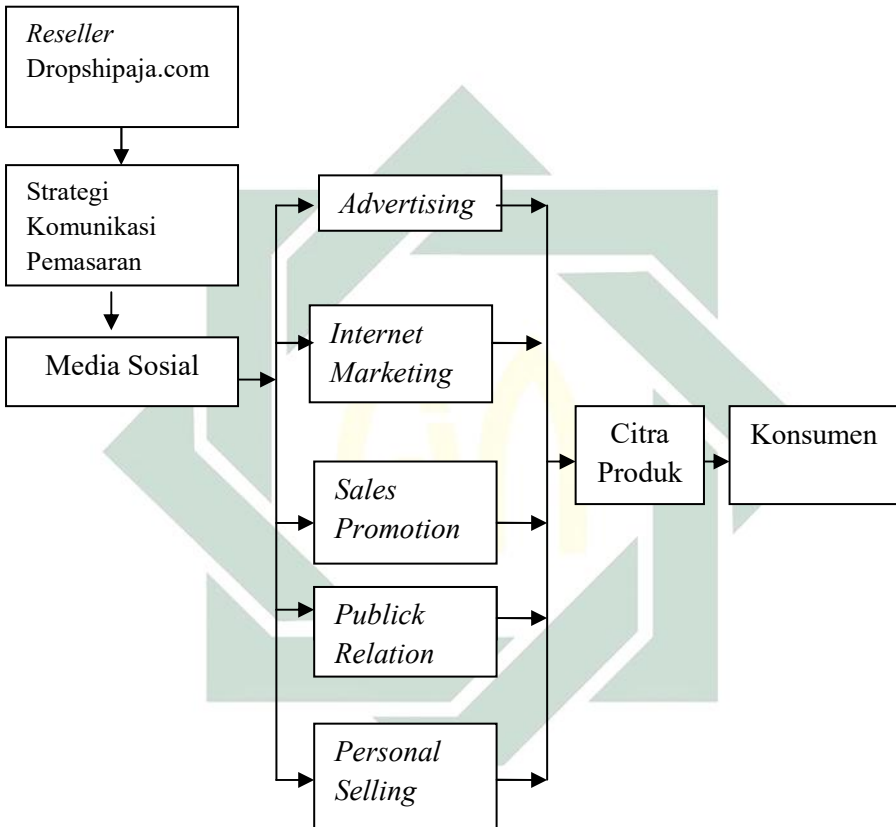 Reseller
Dropshipaja.com
Strategi
Komunikasi
Pemasaran
Media Sosial
Advertising
Internet
Marketing
Sales
Promotion
Publick
Relation
Personal
Selling
Citra
Produk
Konsumen